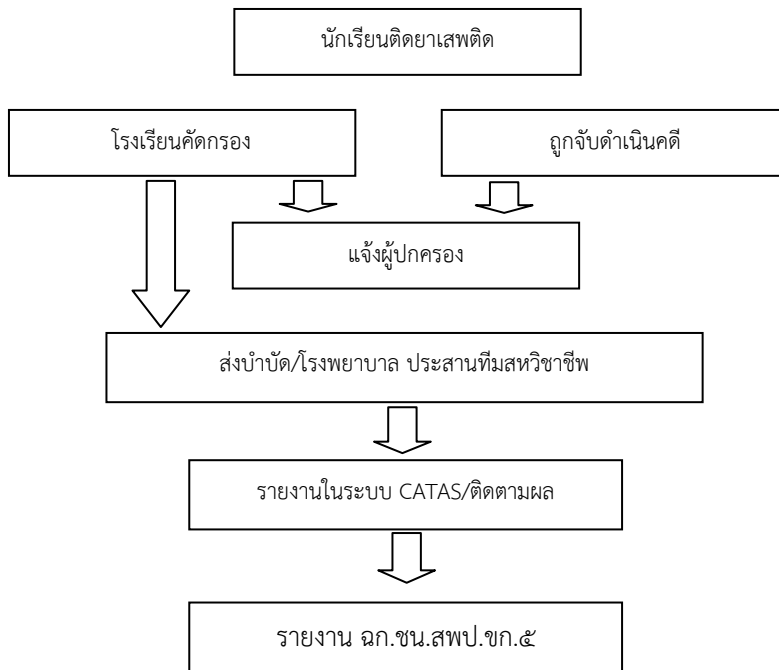 นักเรียนติดยาเสพติด
โรงเรียนคัดกรอง
ถูกจับดำเนินคดี
แจ้งผู้ปกครอง
ส่งบำบัด/โรงพยาบาล ประสานทีมสหวิชาชีพ
รายงานในระบบ CATAS/ติดตามผล
รายงาน ฉก.ชน.สพป.ขก.๕